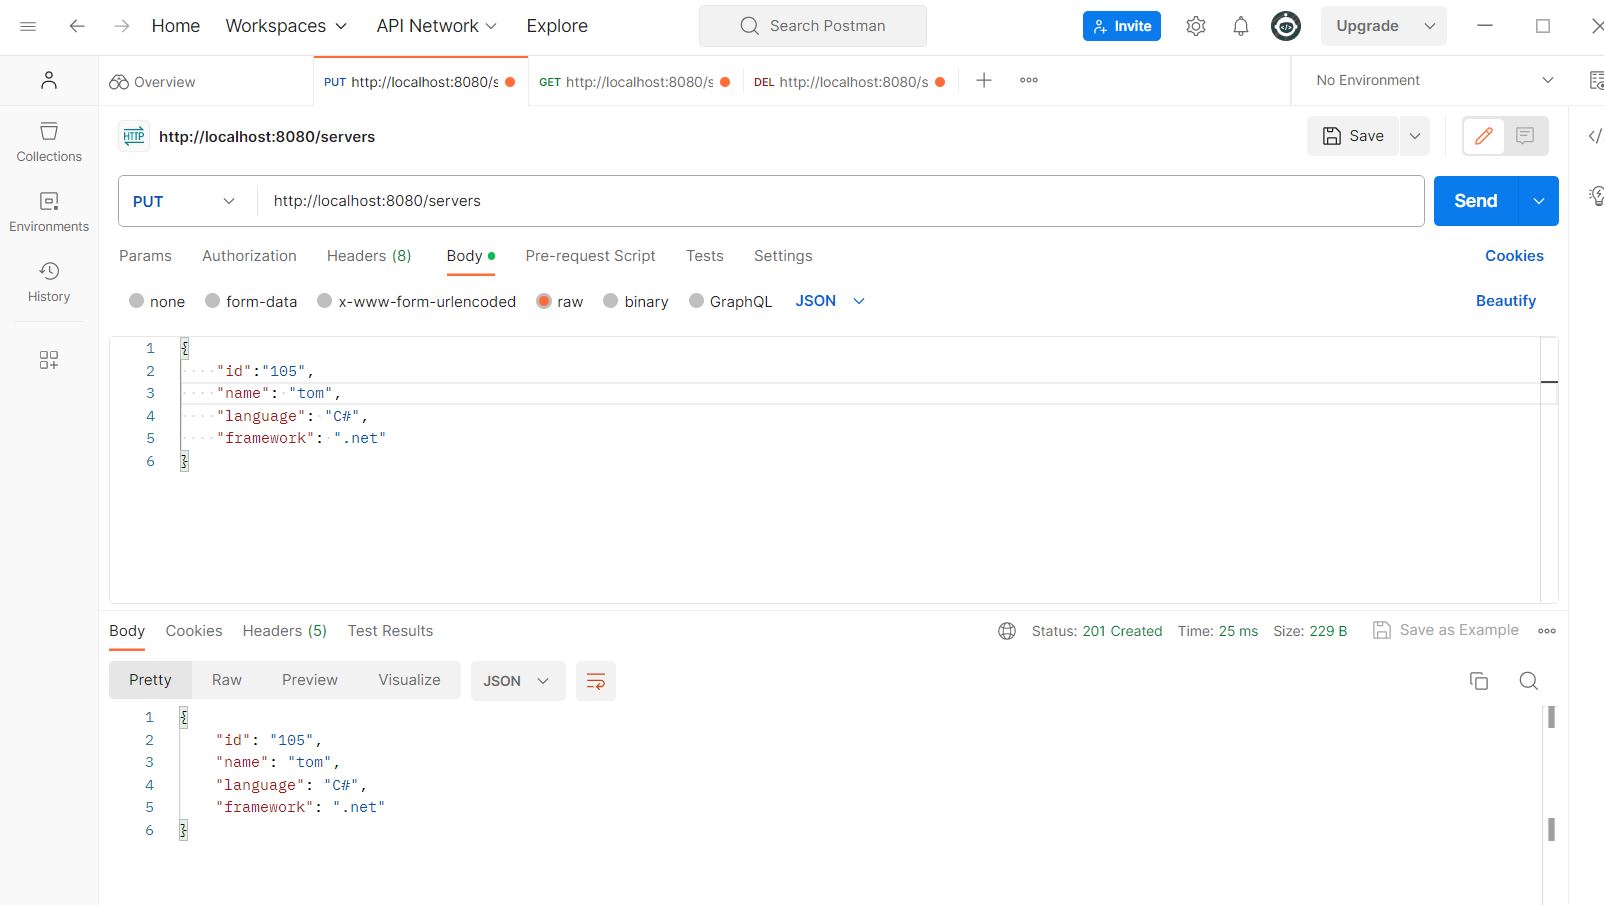 Home Workspaces API Network Explore Search Postman Invite Upgrade
Overview PUT http://localhost:8080/s GET http://localhost:8080/s DEL http://localhost:8080/s No Environment
HTTP http://localhost:8080/servers Save
Collections
PUT http://localhost:8080/servers Send
Environments
Params Authorization Headers (8) Body Pre-request Script Tests Settings Cookies
History
none form-data x-www-form-urlencoded raw binary GraphQL JSON Beautify
1 {
2 "id":"105",
3 "name": "tom",
4 "language": "C#",
5 "framework": ".net"
6 }
Body Cookies Headers (5) Test Results Status: 201 Created Time: 25 ms Size: 229 B Save as Example
Pretty Raw Preview Visualize JSON
1 {
2 "id": "105",
3 "name": "tom",
4 "language": "C#",
5 "framework": ".net"
6 }